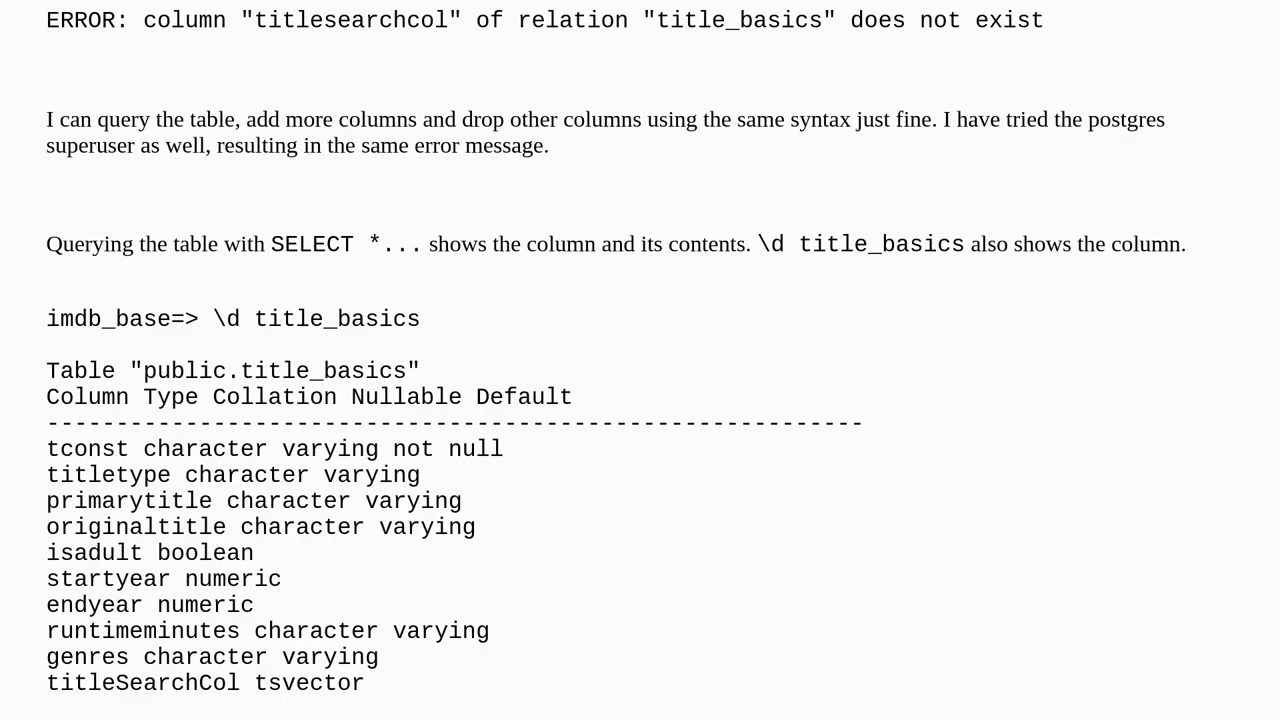 ERROR: column "titlesearchcol" of relation "title_basics" does not exist
I can query the table, add more columns and drop other columns using the same syntax just fine. I have tried the postgres
superuser as well, resulting in the same error message.
Querying the table with SELECT *... shows the column and its contents. \d title_basics also shows the column.
imdb_base=> \d title_basics
Table "public.title_basics"
Column Type Collation Nullable Default
-----------------------------------------------------------
tconst character varying not null
titletype character varying
primarytitle character varying
originaltitle character varying
isadult boolean
startyear numeric
endyear numeric
runtimeminutes character varying
genres character varying
titleSearchCol tsvector